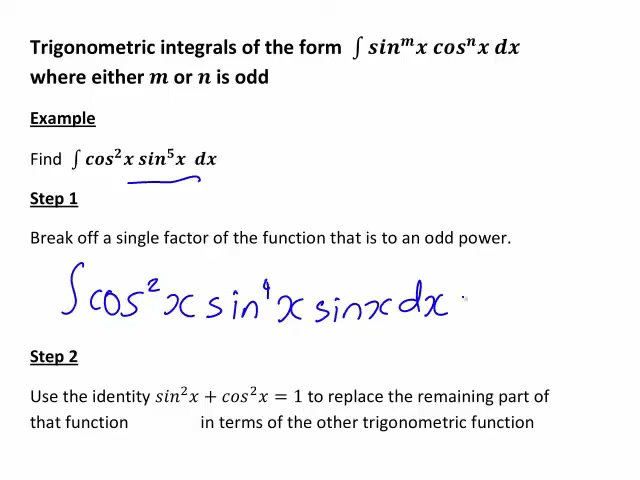 Trigonometric integrals of the form ∫ sinᵐx cosⁿx dx
where either m or n is odd
Example
Find ∫ cos²x sin⁵x dx
Step 1
Break off a single factor of the function that is to an odd power.
∫cos²x sin⁴x sinx dx
Step 2
Use the identity sin²x + cos²x = 1 to replace the remaining part of
that function in terms of the other trigonometric function